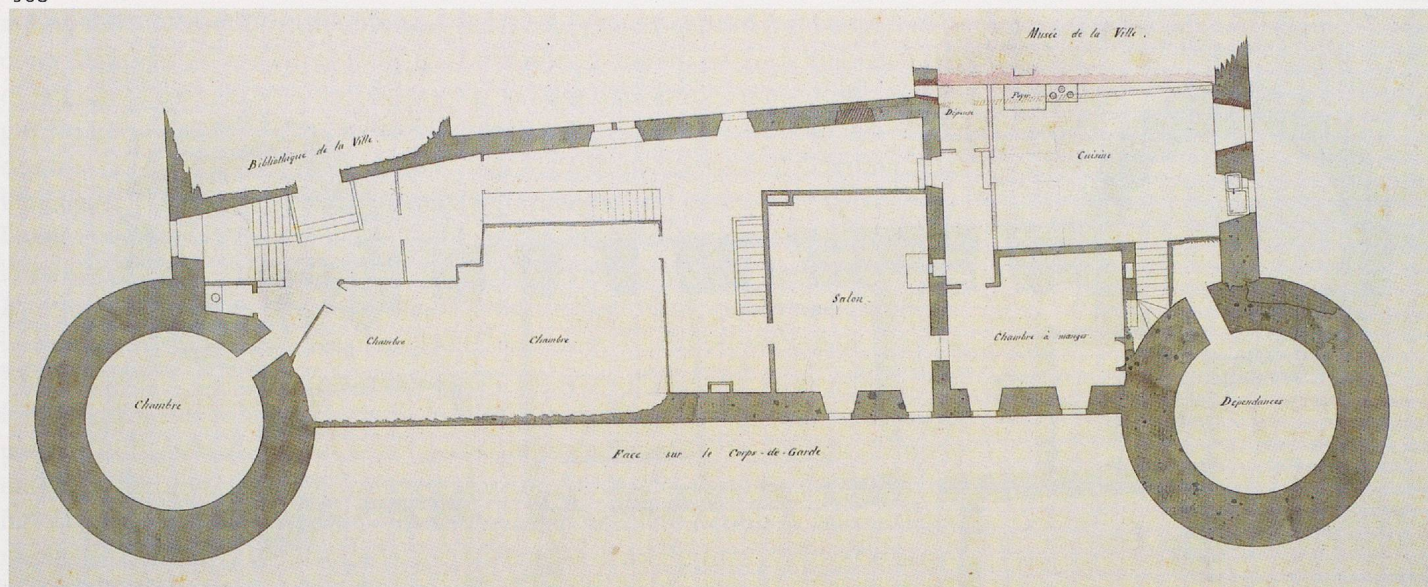 Musée de la Ville.
Bibliothèque de la Ville.
Foyer
Dépense
Cuisine
Salon.
Chambre
Chambre
Chambre à manger
Chambre
Dépendances
Face sur le Corps-de-Garde